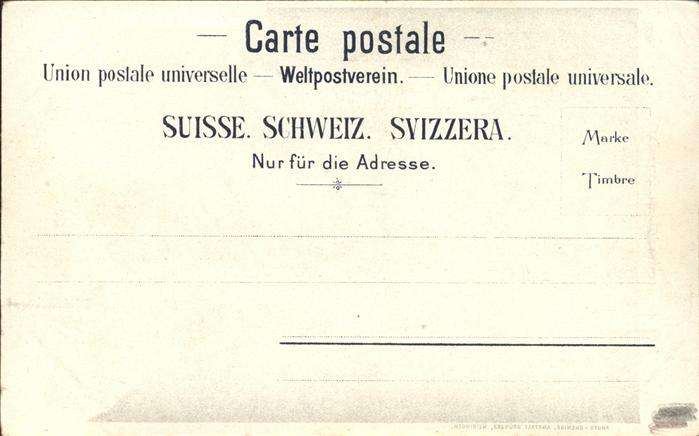 — Carte postale —
Union postale universelle — Weltpostverein. — Unione postale universale.
SUISSE. SCHWEIZ. SVIZZERA.
Nur für die Adresse.
Marke
Timbre